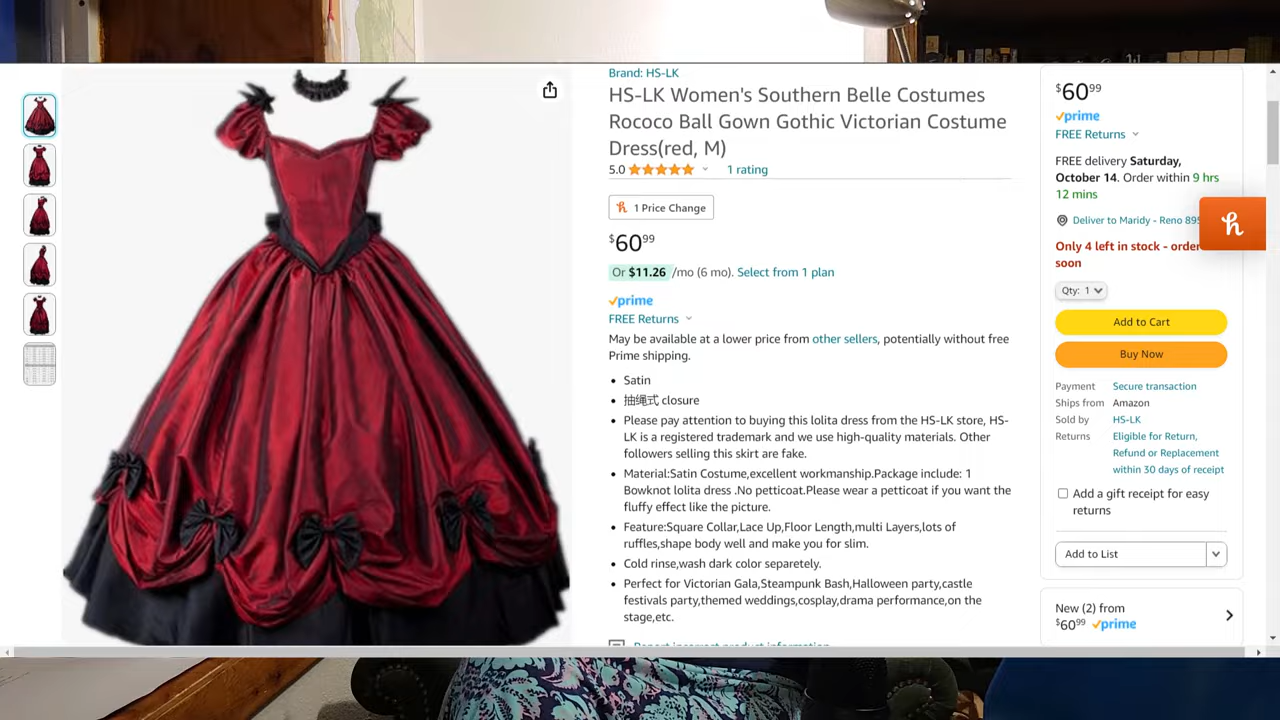 Brand: HS-LK
HS-LK Women's Southern Belle Costumes
Rococo Ball Gown Gothic Victorian Costume
Dress(red, M)
5.0
1 rating
1 Price Change
$60.99
Or $11.26 /mo (6 mo). Select from 1 plan
prime
FREE Returns
May be available at a lower price from other sellers, potentially without free
Prime shipping.
Satin
抽绳式 closure
Please pay attention to buying this lolita dress from the HS-LK store, HS-
LK is a registered trademark and we use high-quality materials. Other
followers selling this skirt are fake.
Material:Satin Costume,excellent workmanship.Package include: 1
Bowknot lolita dress .No petticoat.Please wear a petticoat if you want the
fluffy effect like the picture.
Feature:Square Collar,Lace Up,Floor Length,multi Layers,lots of
ruffles,shape body well and make you for slim.
Cold rinse,wash dark color separetely.
Perfect for Victorian Gala,Steampunk Bash,Halloween party,castle
festivals party,themed weddings,cosplay,drama performance,on the
stage,etc.
Report incorrect product information
$60.99
prime
FREE Returns
FREE delivery Saturday,
October 14. Order within 9 hrs
12 mins
Deliver to Maridy - Reno 895
Only 4 left in stock - order
soon
Qty: 1
Add to Cart
Buy Now
Payment Secure transaction
Ships from Amazon
Sold by HS-LK
Returns Eligible for Return,
Refund or Replacement
within 30 days of receipt
Add a gift receipt for easy
returns
Add to List
New (2) from
$60.99 prime